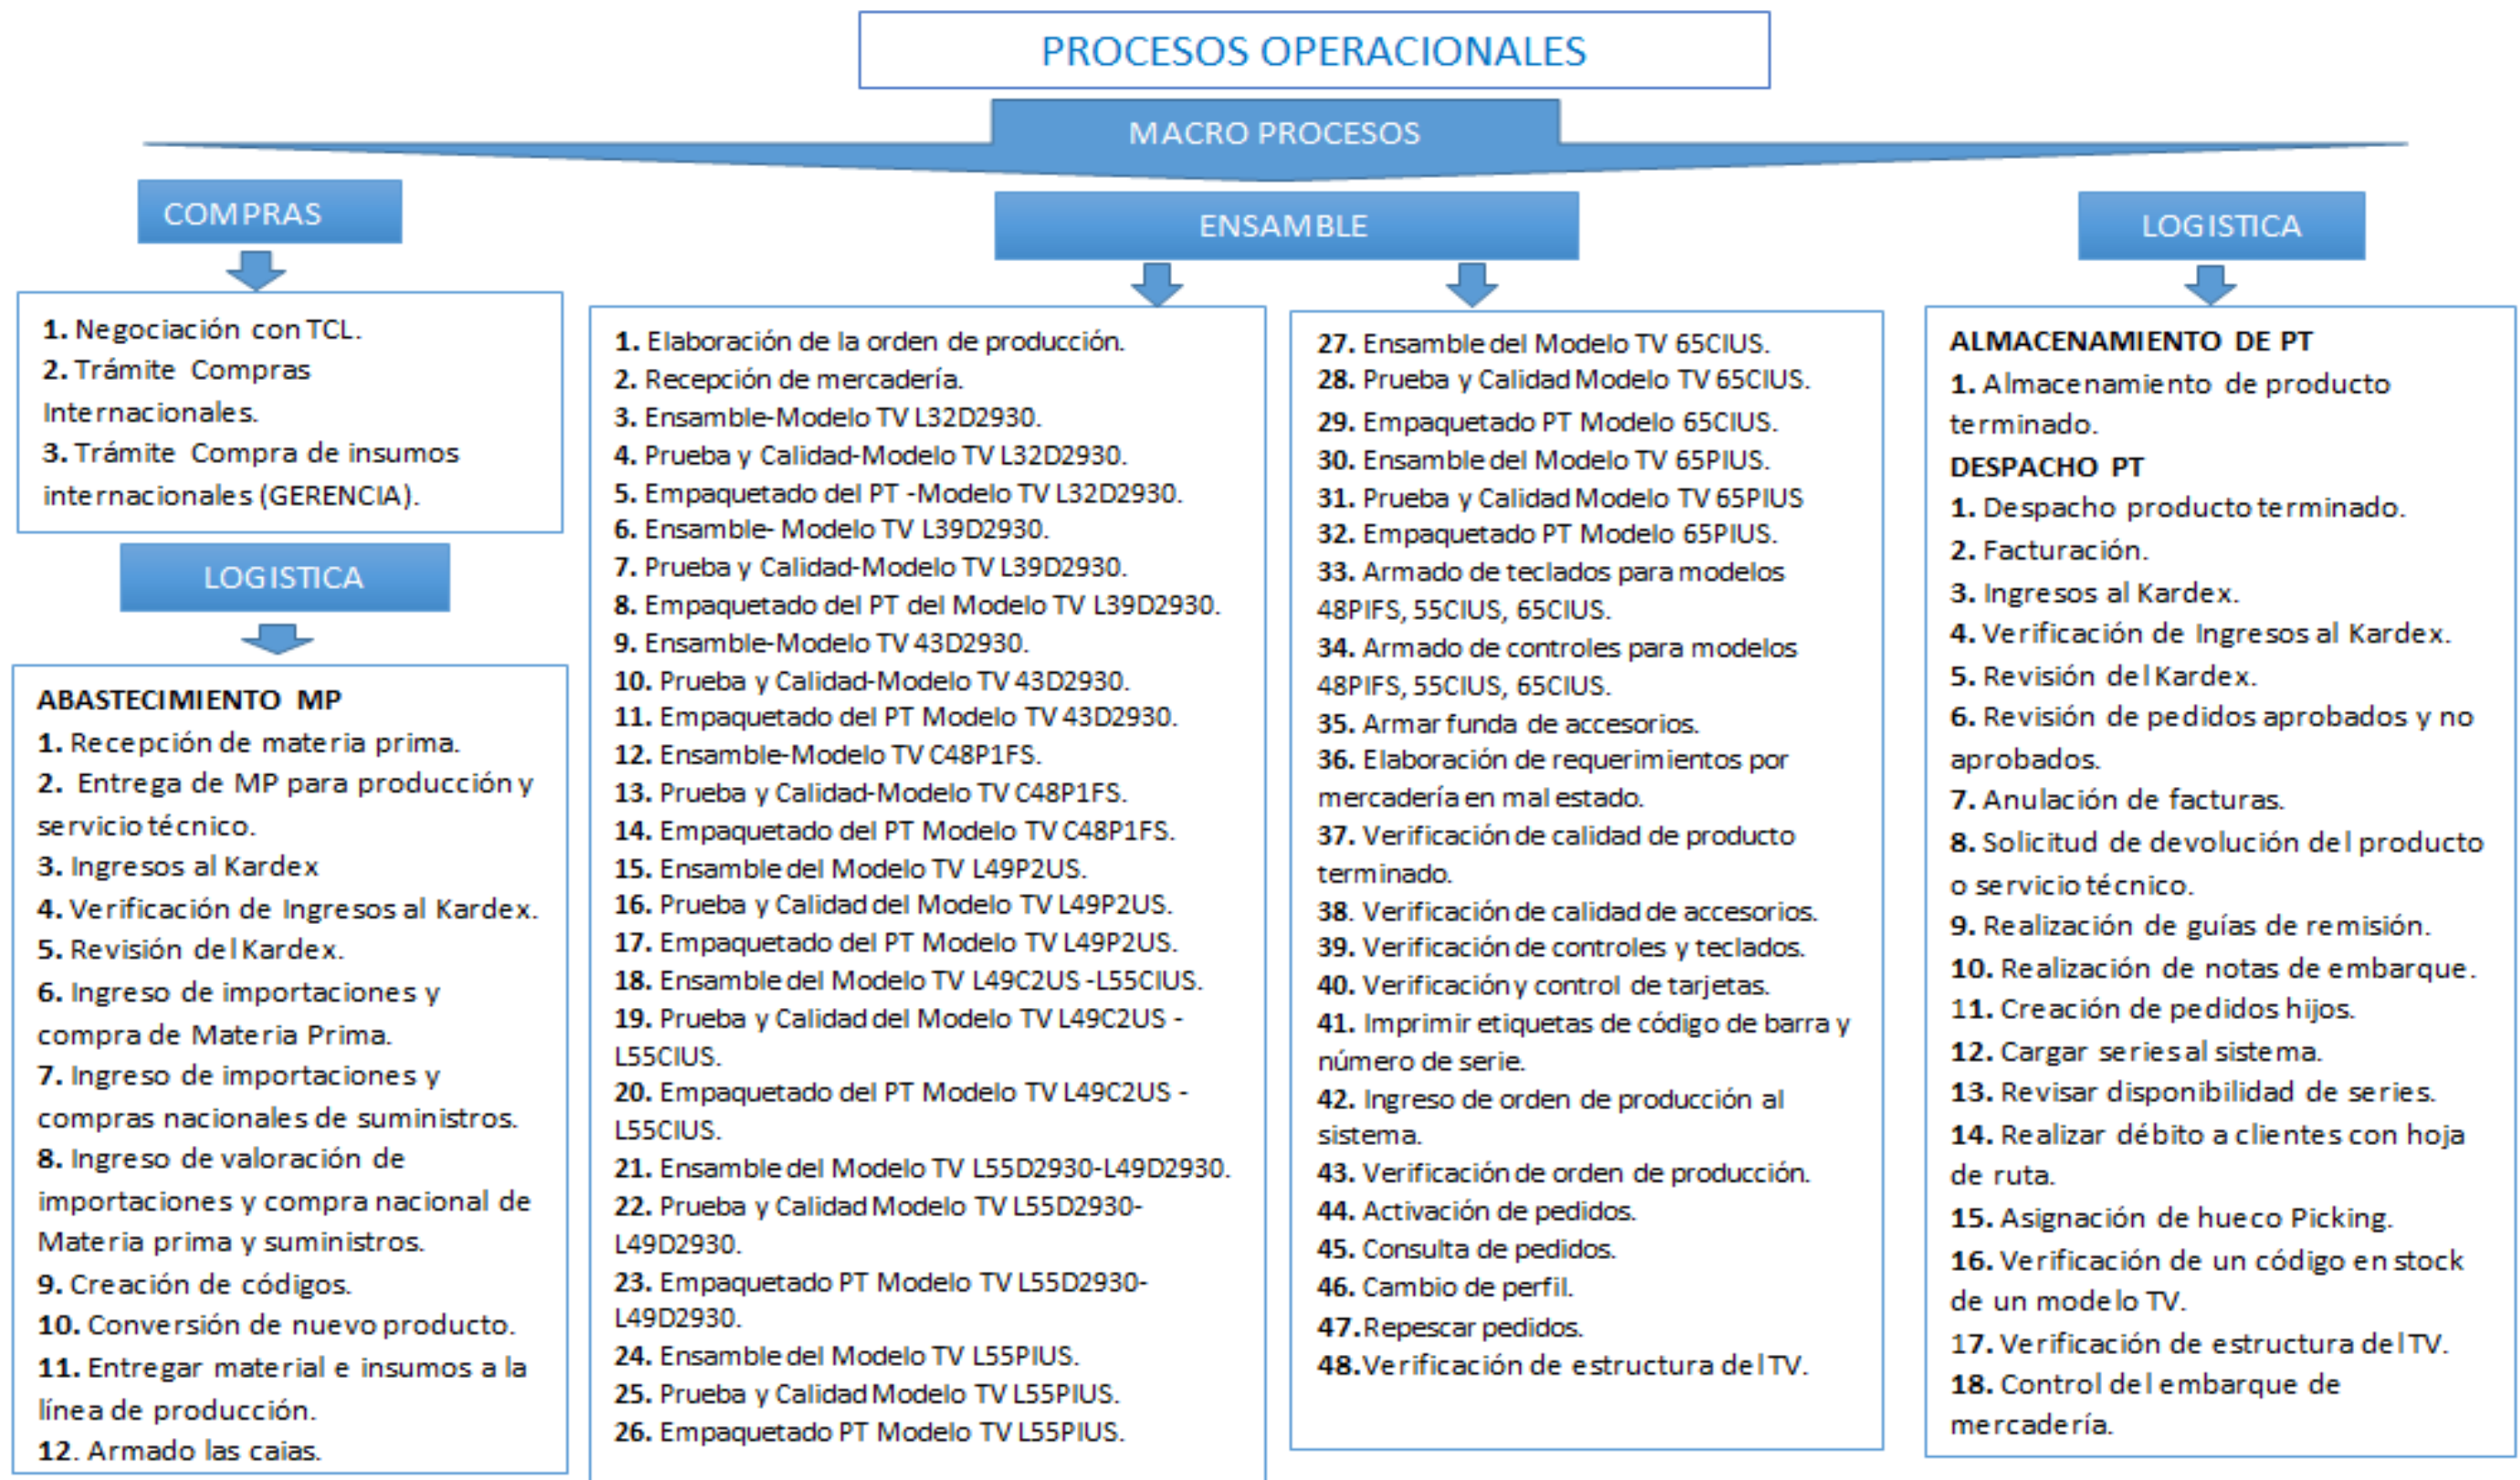 PROCESOS OPERACIONALES
MACRO PROCESOS
COMPRAS
1. Negociación con TCL.
2. Trámite Compras
Internacionales.
3. Trámite Compra de insumos
internacionales (GERENCIA).
LOGISTICA
ABASTECIMIENTO MP
1. Recepción de materia prima.
2. Entrega de MP para producción y
servicio técnico.
3. Ingresos al Kardex
4. Verificación de Ingresos al Kardex.
5. Revisión del Kardex.
6. Ingreso de importaciones y
compra de Materia Prima.
7. Ingreso de importaciones y
compras nacionales de suministros.
8. Ingreso de valoración de
importaciones y compra nacional de
Materia prima y suministros.
9. Creación de códigos.
10. Conversión de nuevo producto.
11. Entregar material e insumos a la
línea de producción.
12. Armado las caias.
ENSAMBLE
1. Elaboración de la orden de producción.
2. Recepción de mercadería.
3. Ensamble-Modelo TV L32D2930.
4. Prueba y Calidad-Modelo TV L32D2930.
5. Empaquetado del PT -Modelo TV L32D2930.
6. Ensamble- Modelo TV L39D2930.
7. Prueba y Calidad-Modelo TV L39D2930.
8. Empaquetado del PT del Modelo TV L39D2930.
9. Ensamble-Modelo TV 43D2930.
10. Prueba y Calidad-Modelo TV 43D2930.
11. Empaquetado del PT Modelo TV 43D2930.
12. Ensamble-Modelo TV C48P1FS.
13. Prueba y Calidad-Modelo TV C48P1FS.
14. Empaquetado del PT Modelo TV C48P1FS.
15. Ensamble del Modelo TV L49P2US.
16. Prueba y Calidad del Modelo TV L49P2US.
17. Empaquetado del PT Modelo TV L49P2US.
18. Ensamble del Modelo TV L49C2US -L55CIUS.
19. Prueba y Calidad del Modelo TV L49C2US -
L55CIUS.
20. Empaquetado del PT Modelo TV L49C2US -
L55CIUS.
21. Ensamble del Modelo TV L55D2930-L49D2930.
22. Prueba y Calidad Modelo TV L55D2930-
L49D2930.
23. Empaquetado PT Modelo TV L55D2930-
L49D2930.
24. Ensamble del Modelo TV L55PIUS.
25. Prueba y Calidad Modelo TV L55PIUS.
26. Empaquetado PT Modelo TV L55PIUS.
27. Ensamble del Modelo TV 65CIUS.
28. Prueba y Calidad Modelo TV 65CIUS.
29. Empaquetado PT Modelo 65CIUS.
30. Ensamble del Modelo TV 65PIUS.
31. Prueba y Calidad Modelo TV 65PIUS
32. Empaquetado PT Modelo 65PIUS.
33. Armado de teclados para modelos
48PIFS, 55CIUS, 65CIUS.
34. Armado de controles para modelos
48PIFS, 55CIUS, 65CIUS.
35. Armar funda de accesorios.
36. Elaboración de requerimientos por
mercadería en mal estado.
37. Verificación de calidad de producto
terminado.
38. Verificación de calidad de accesorios.
39. Verificación de controles y teclados.
40. Verificación y control de tarjetas.
41. Imprimir etiquetas de código de barra y
número de serie.
42. Ingreso de orden de producción al
sistema.
43. Verificación de orden de producción.
44. Activación de pedidos.
45. Consulta de pedidos.
46. Cambio de perfil.
47.Repescar pedidos.
48.Verificación de estructura del TV.
LOGISTICA
ALMACENAMIENTO DE PT
1. Almacenamiento de producto
terminado.
DESPACHO PT
1. Despacho producto terminado.
2. Facturación.
3. Ingresos al Kardex.
4. Verificación de Ingresos al Kardex.
5. Revisión del Kardex.
6. Revisión de pedidos aprobados y no
aprobados.
7. Anulación de facturas.
8. Solicitud de devolución del producto
o servicio técnico.
9. Realización de guías de remisión.
10. Realización de notas de embarque.
11. Creación de pedidos hijos.
12. Cargar series al sistema.
13. Revisar disponibilidad de series.
14. Realizar débito a clientes con hoja
de ruta.
15. Asignación de hueco Picking.
16. Verificación de un código en stock
de un modelo TV.
17. Verificación de estructura del TV.
18. Control del embarque de
mercadería.